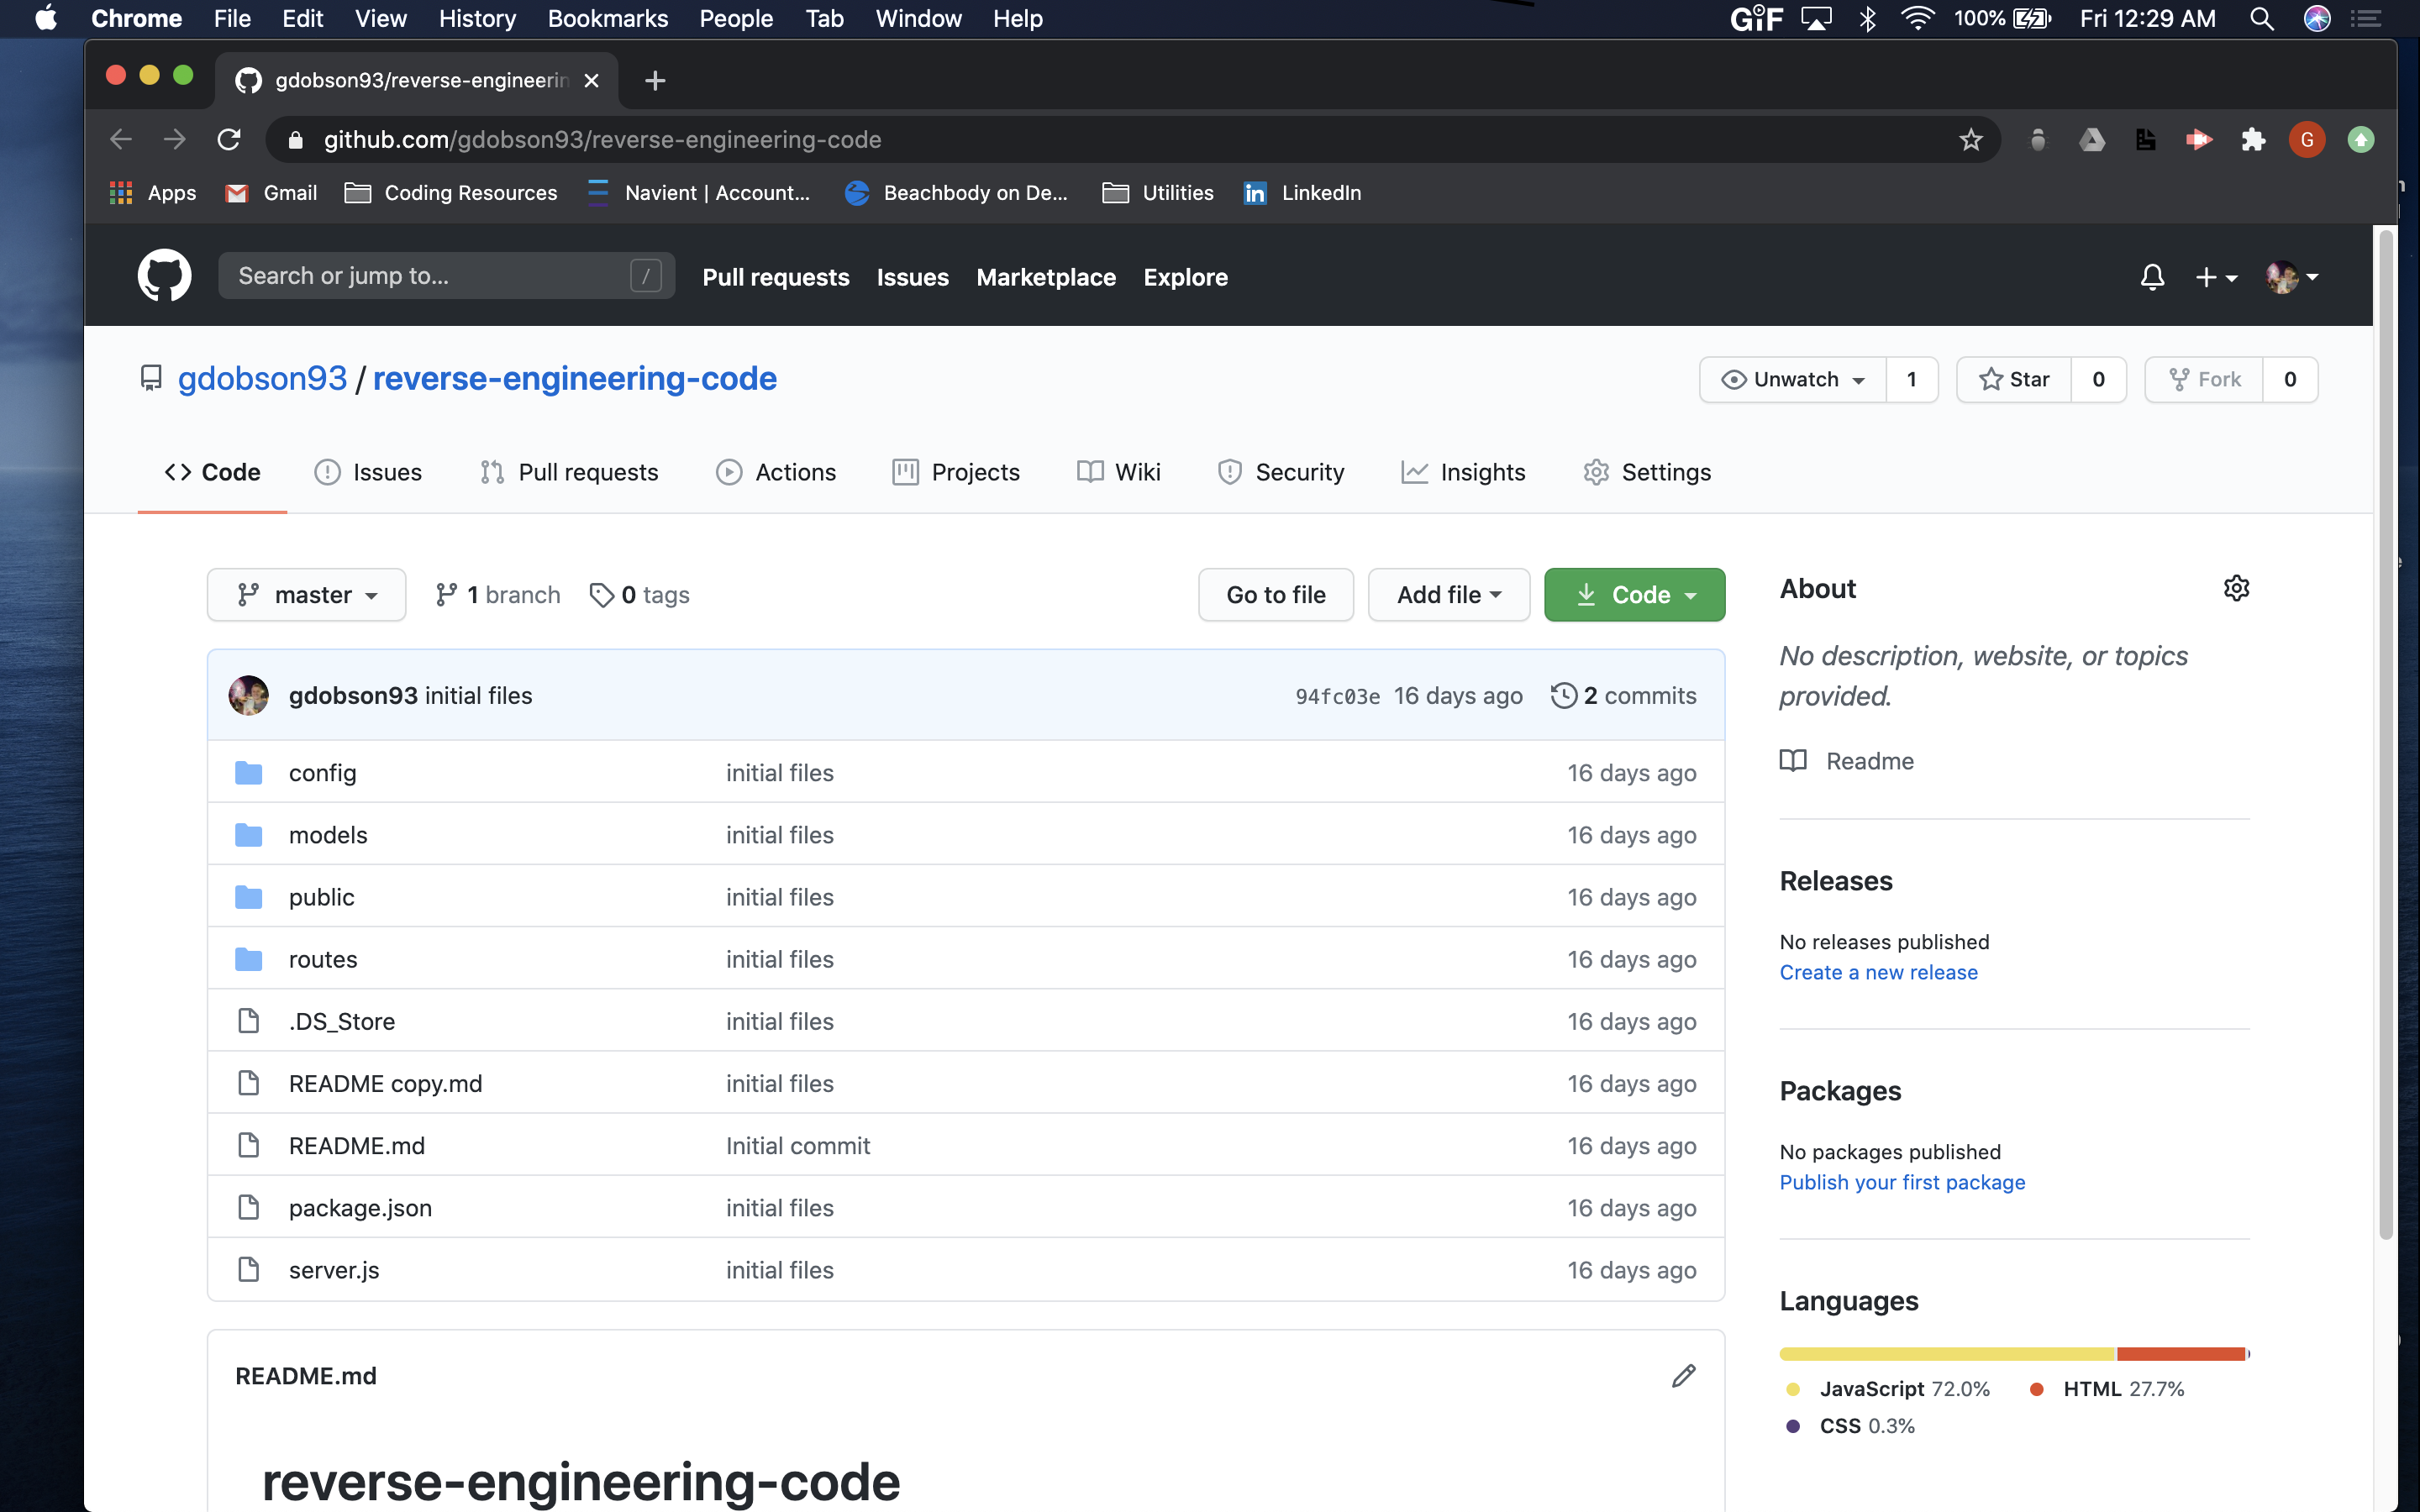 Chrome File Edit View History Bookmarks People Tab Window Help GIF 100% Fri 12:29 AM
gdobson93/reverse-engineerin
github.com/gdobson93/reverse-engineering-code G
Apps Gmail Coding Resources Navient | Account... Beachbody on De... Utilities in LinkedIn
Search or jump to... / Pull requests Issues Marketplace Explore
gdobson93 / reverse-engineering-code Unwatch 1 Star 0 Fork 0
Code Issues Pull requests Actions Projects Wiki Security Insights Settings
master 1 branch 0 tags Go to file Add file Code
gdobson93 initial files 94fc03e 16 days ago 2 commits
config initial files 16 days ago
models initial files 16 days ago
public initial files 16 days ago
routes initial files 16 days ago
.DS_Store initial files 16 days ago
README copy.md initial files 16 days ago
README.md Initial commit 16 days ago
package.json initial files 16 days ago
server.js initial files 16 days ago
README.md
reverse-engineering-code
About
No description, website, or topics
provided.
Readme
Releases
No releases published
Create a new release
Packages
No packages published
Publish your first package
Languages
JavaScript 72.0% HTML 27.7%
CSS 0.3%